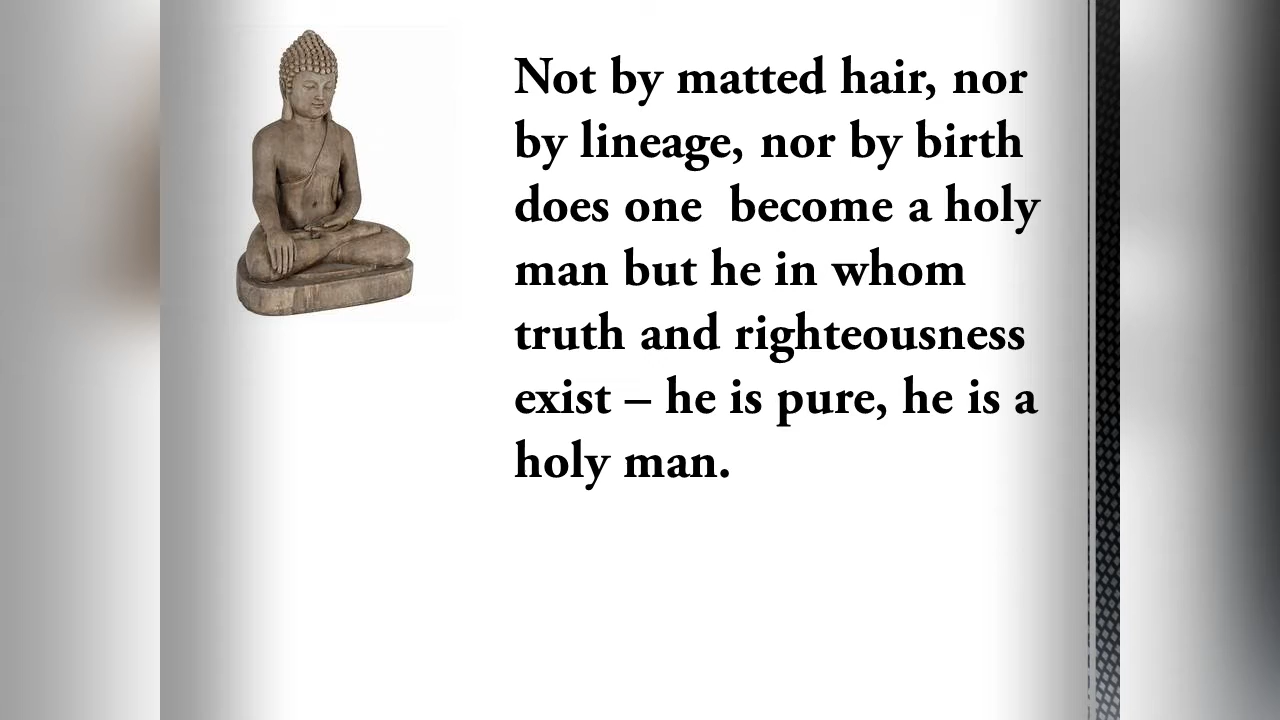 Not by matted hair, nor
by lineage, nor by birth
does one  become a holy
man but he in whom
truth and righteousness
exist – he is pure, he is a
holy man.